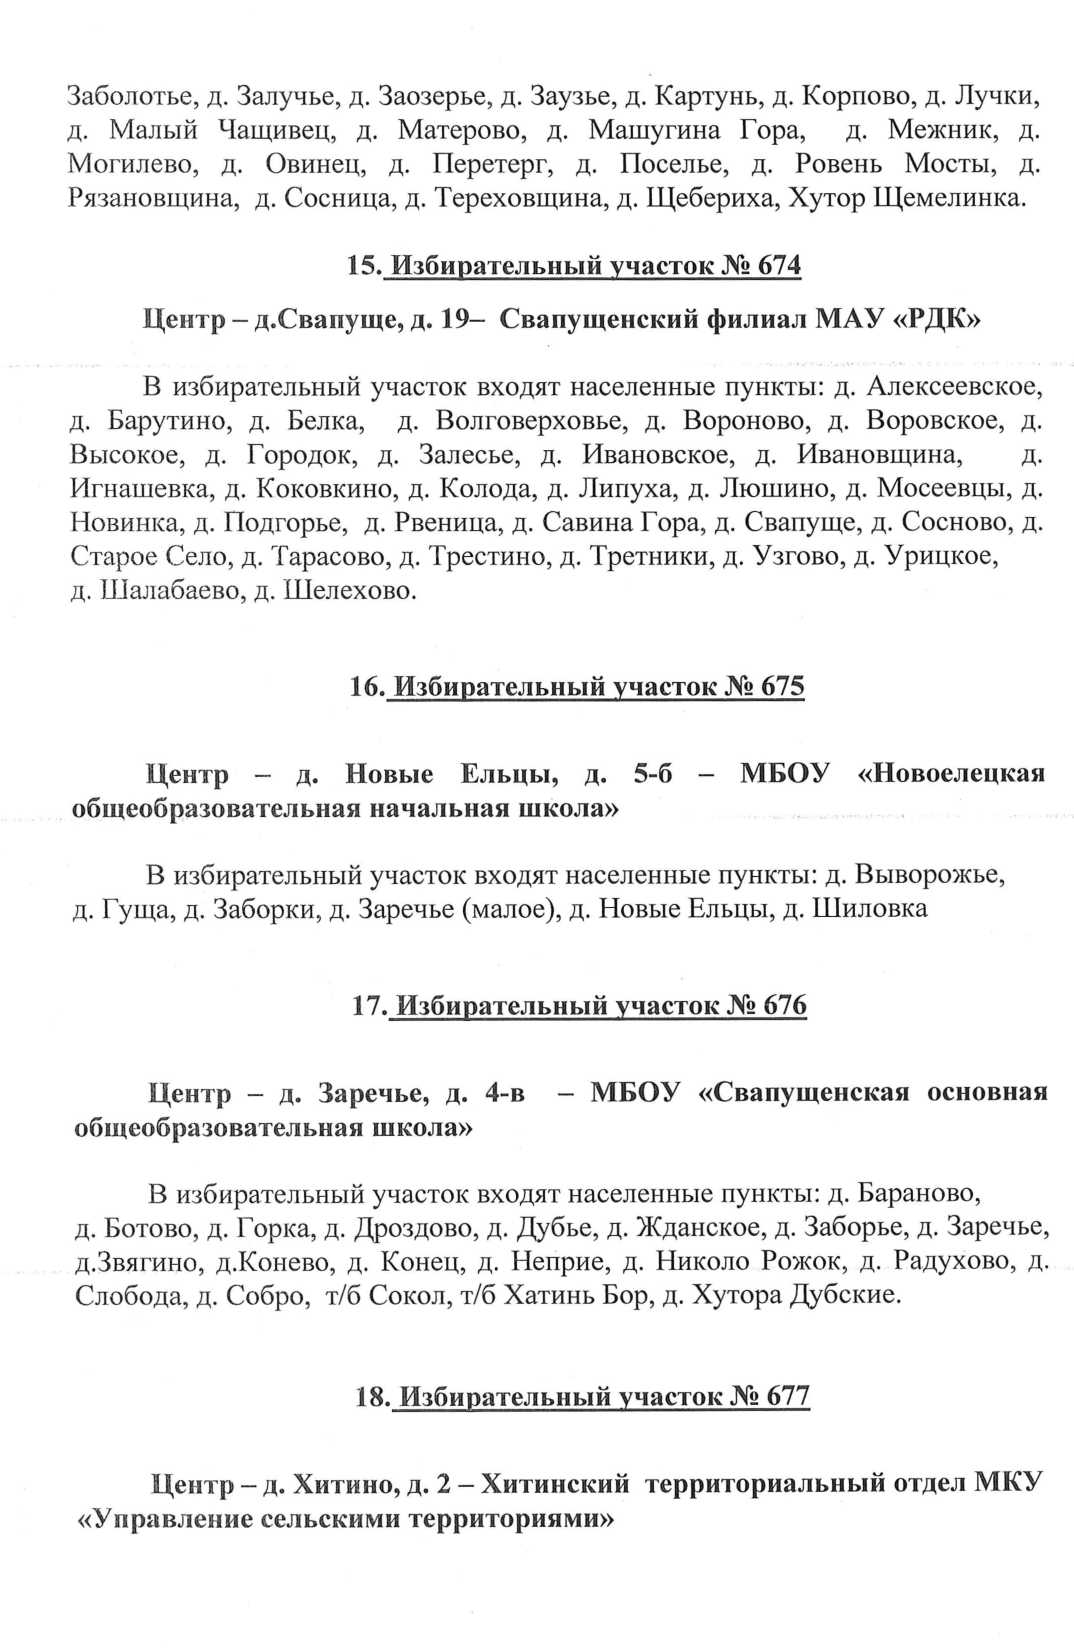 Заболотье, д. Залучье, д. Заозерье, д. Заузье, д. Картунь, д. Корпово, д. Лучки,
д. Малый Чащивец, д. Матерово, д. Машугина Гора, д. Межник, д.
Могилево, д. Овинец, д. Перетерг, д. Поселье, д. Ровень Мосты, д.
Рязановщина, д. Сосница, д. Тереховщина, д. Щебериха, Хутор Щемелинка.
15. Избирательный участок № 674
Центр – д.Свапуще, д. 19– Свапущенский филиал МАУ «РДК»
В избирательный участок входят населенные пункты: д. Алексеевское,
д. Барутино, д. Белка, д. Волговерховье, д. Вороново, д. Воровское, д.
Высокое, д. Городок, д. Залесье, д. Ивановское, д. Ивановщина, д.
Игнашевка, д. Коковкино, д. Колода, д. Липуха, д. Люшино, д. Мосеевцы, д.
Новинка, д. Подгорье, д. Рвеница, д. Савина Гора, д. Свапуще, д. Сосново, д.
Старое Село, д. Тарасово, д. Трестино, д. Третники, д. Узгово, д. Урицкое,
д. Шалабаево, д. Шелехово.
16. Избирательный участок № 675
Центр – д. Новые Ельцы, д. 5-б – МБОУ «Новоелецкая
общеобразовательная начальная школа»
В избирательный участок входят населенные пункты: д. Выворожье,
д. Гуща, д. Заборки, д. Заречье (малое), д. Новые Ельцы, д. Шиловка
17. Избирательный участок № 676
Центр – д. Заречье, д. 4-в – МБОУ «Свапущенская основная
общеобразовательная школа»
В избирательный участок входят населенные пункты: д. Бараново,
д. Ботово, д. Горка, д. Дроздово, д. Дубье, д. Жданское, д. Заборье, д. Заречье,
д.Звягино, д.Конево, д. Конец, д. Неприе, д. Николо Рожок, д. Радухово, д.
Слобода, д. Собро, т/б Сокол, т/б Хатинь Бор, д. Хутора Дубские.
18. Избирательный участок № 677
Центр – д. Хитино, д. 2 – Хитинский территориальный отдел МКУ
«Управление сельскими территориями»